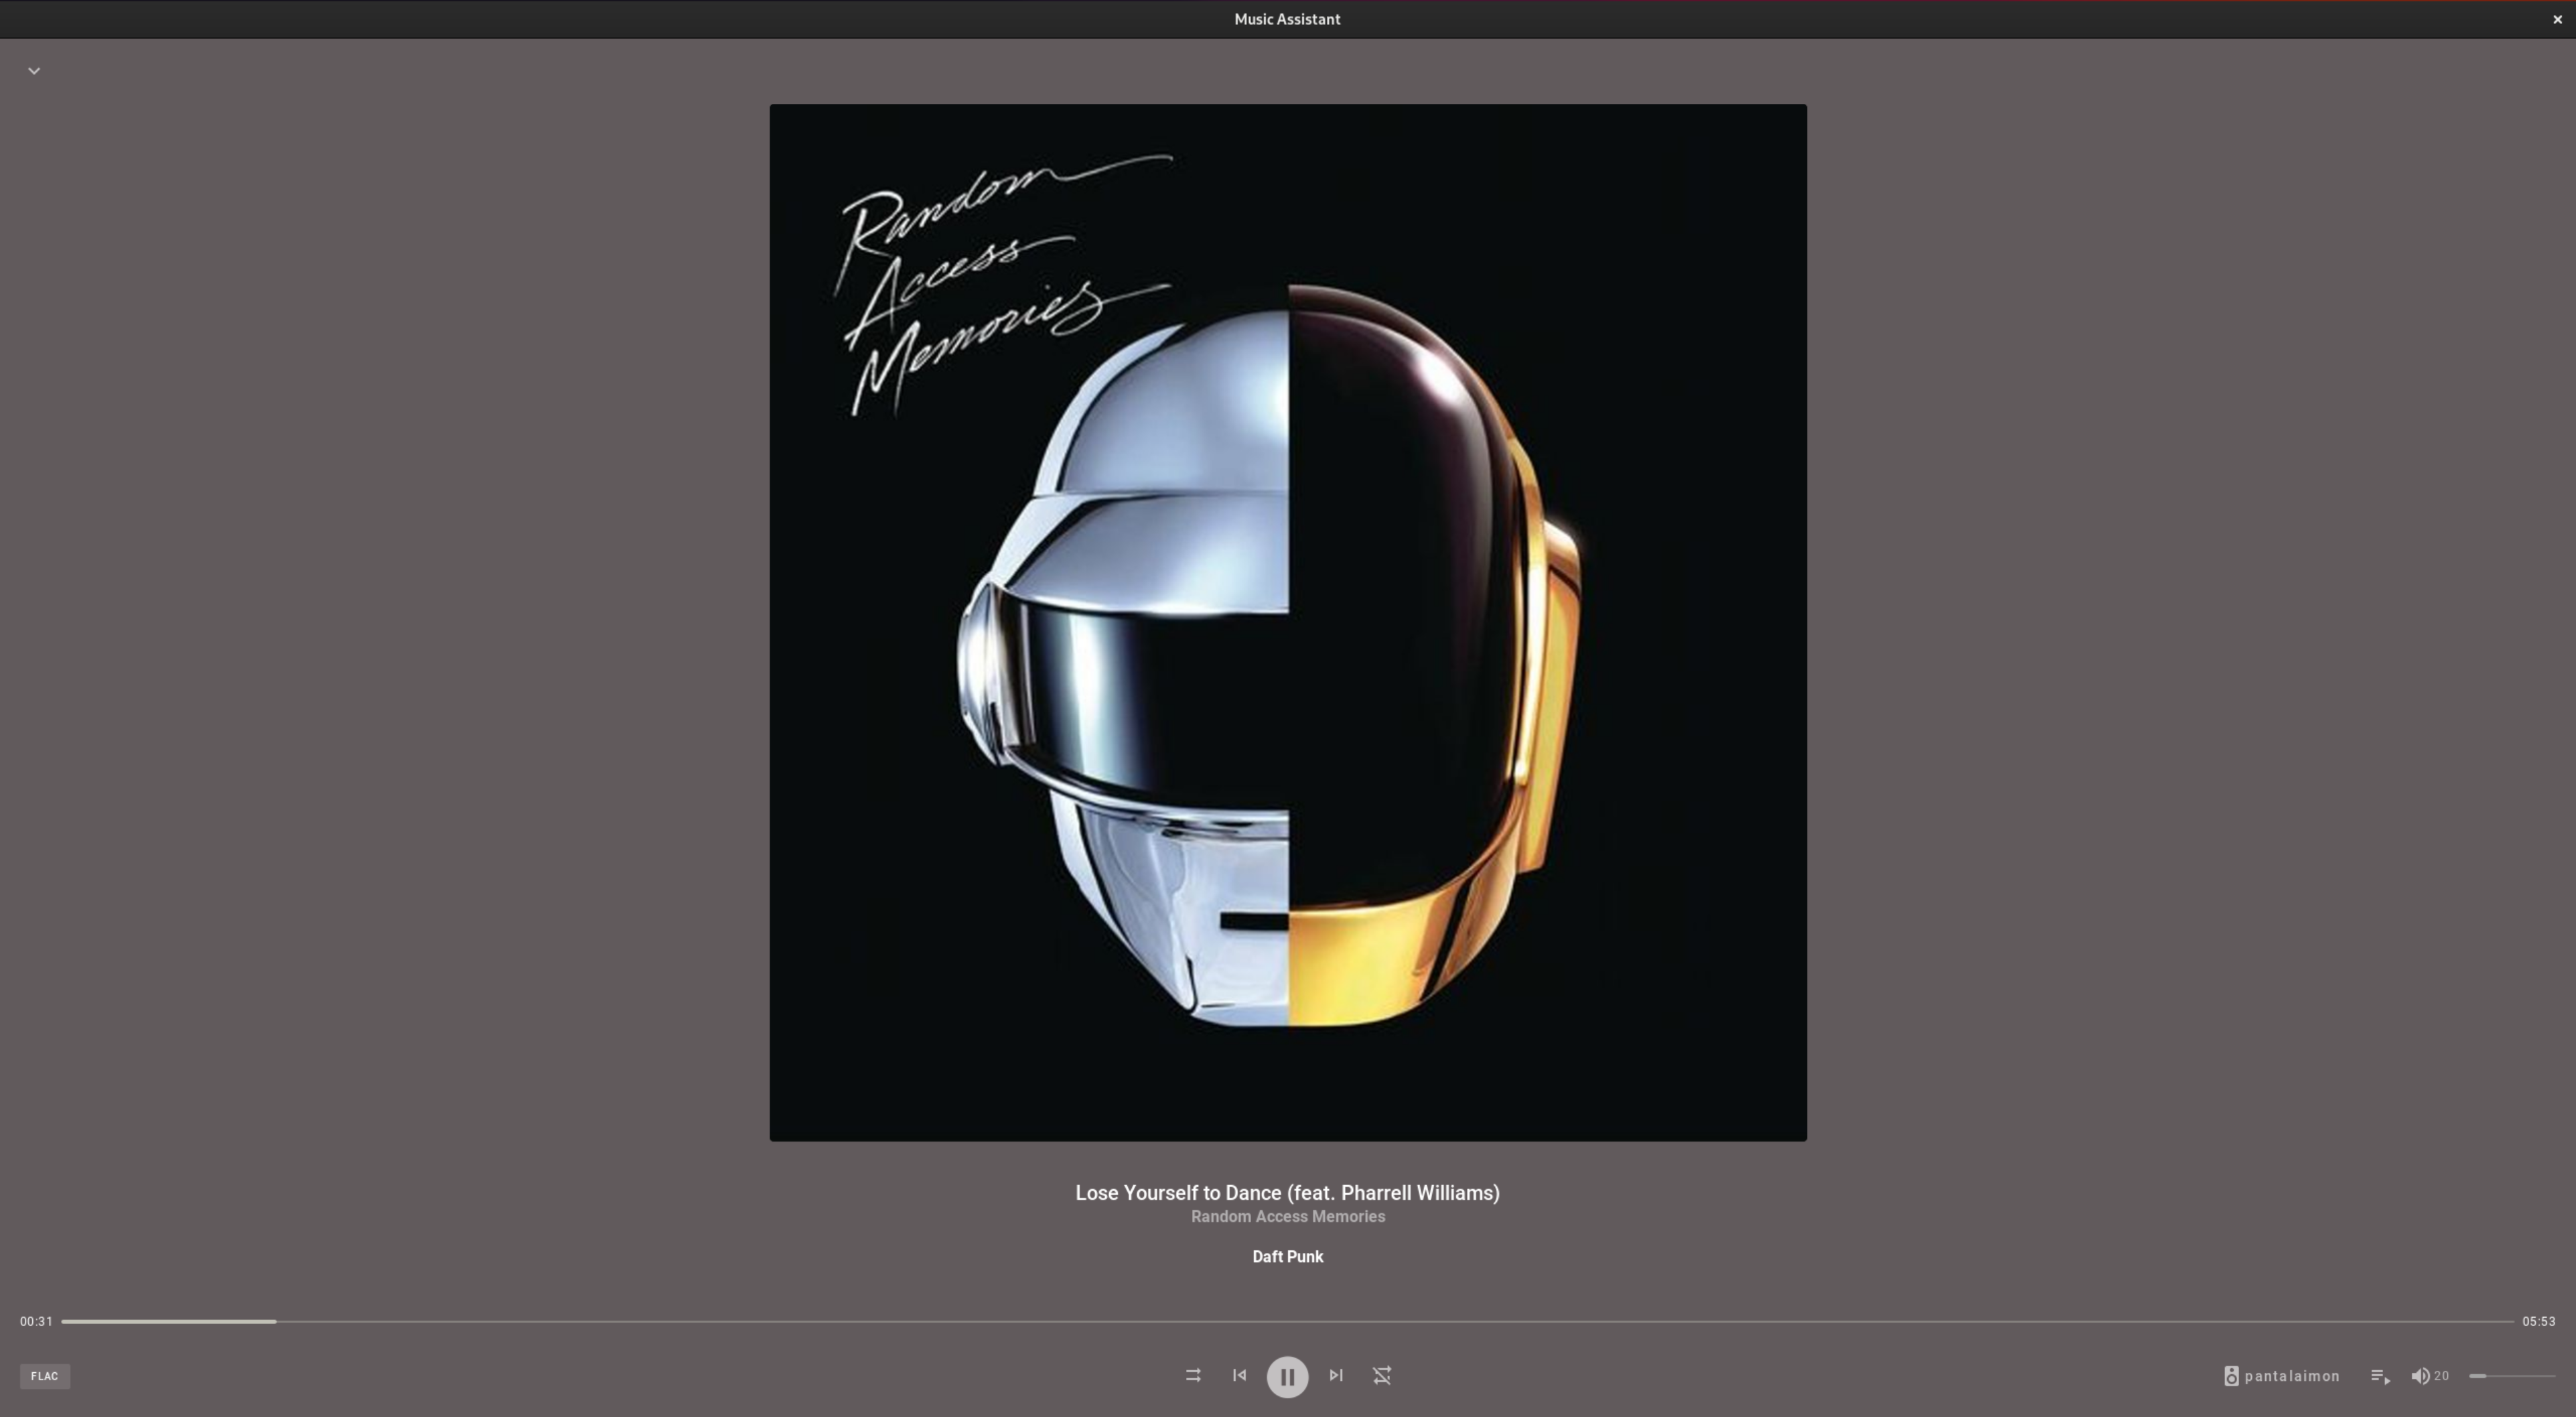 Music Assistant
Random
Access
Memories
Lose Yourself to Dance (feat. Pharrell Williams)
Random Access Memories
Daft Punk
00:31
05:53
FLAC
pantalaimon
20